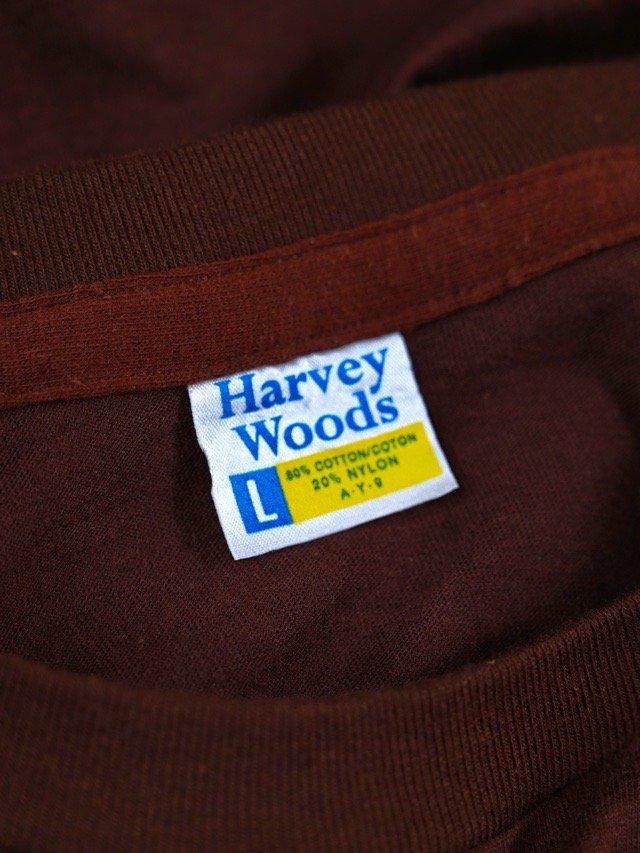 Harvey
Woods
L
80% COTTON/COTON
20% NYLON
A-Y-9